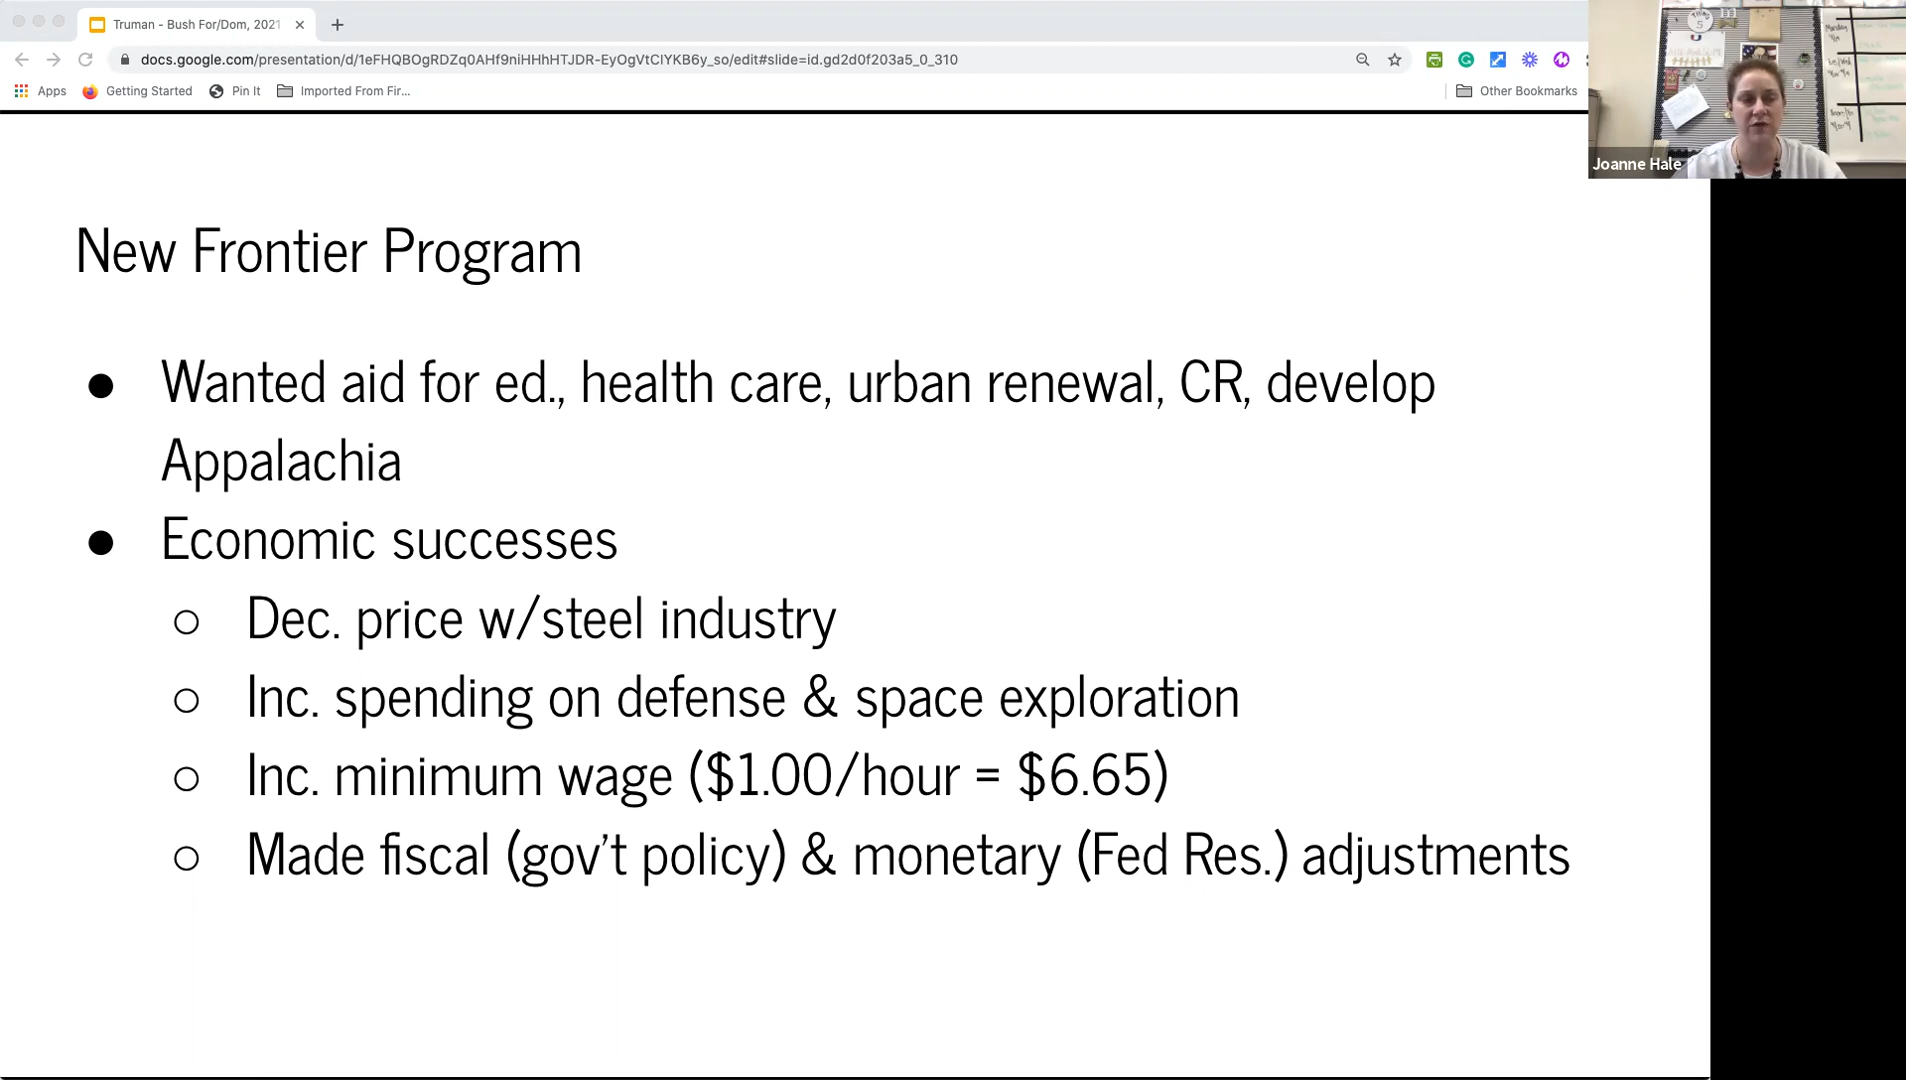 Truman - Bush For/Dom, 2021
docs.google.com/presentation/d/1eFHQBOgRDZq0AHf9niHHhHTJDR-EyOgVtCIYKB6y_so/edit#slide=id.gd2d0f203a5_0_310
Apps Getting Started Pin It Imported From Fir... Other Bookmarks
Joanne Hale
New Frontier Program
● Wanted aid for ed., health care, urban renewal, CR, develop
Appalachia
● Economic successes
○ Dec. price w/steel industry
○ Inc. spending on defense & space exploration
○ Inc. minimum wage ($1.00/hour = $6.65)
○ Made fiscal (gov't policy) & monetary (Fed Res.) adjustments